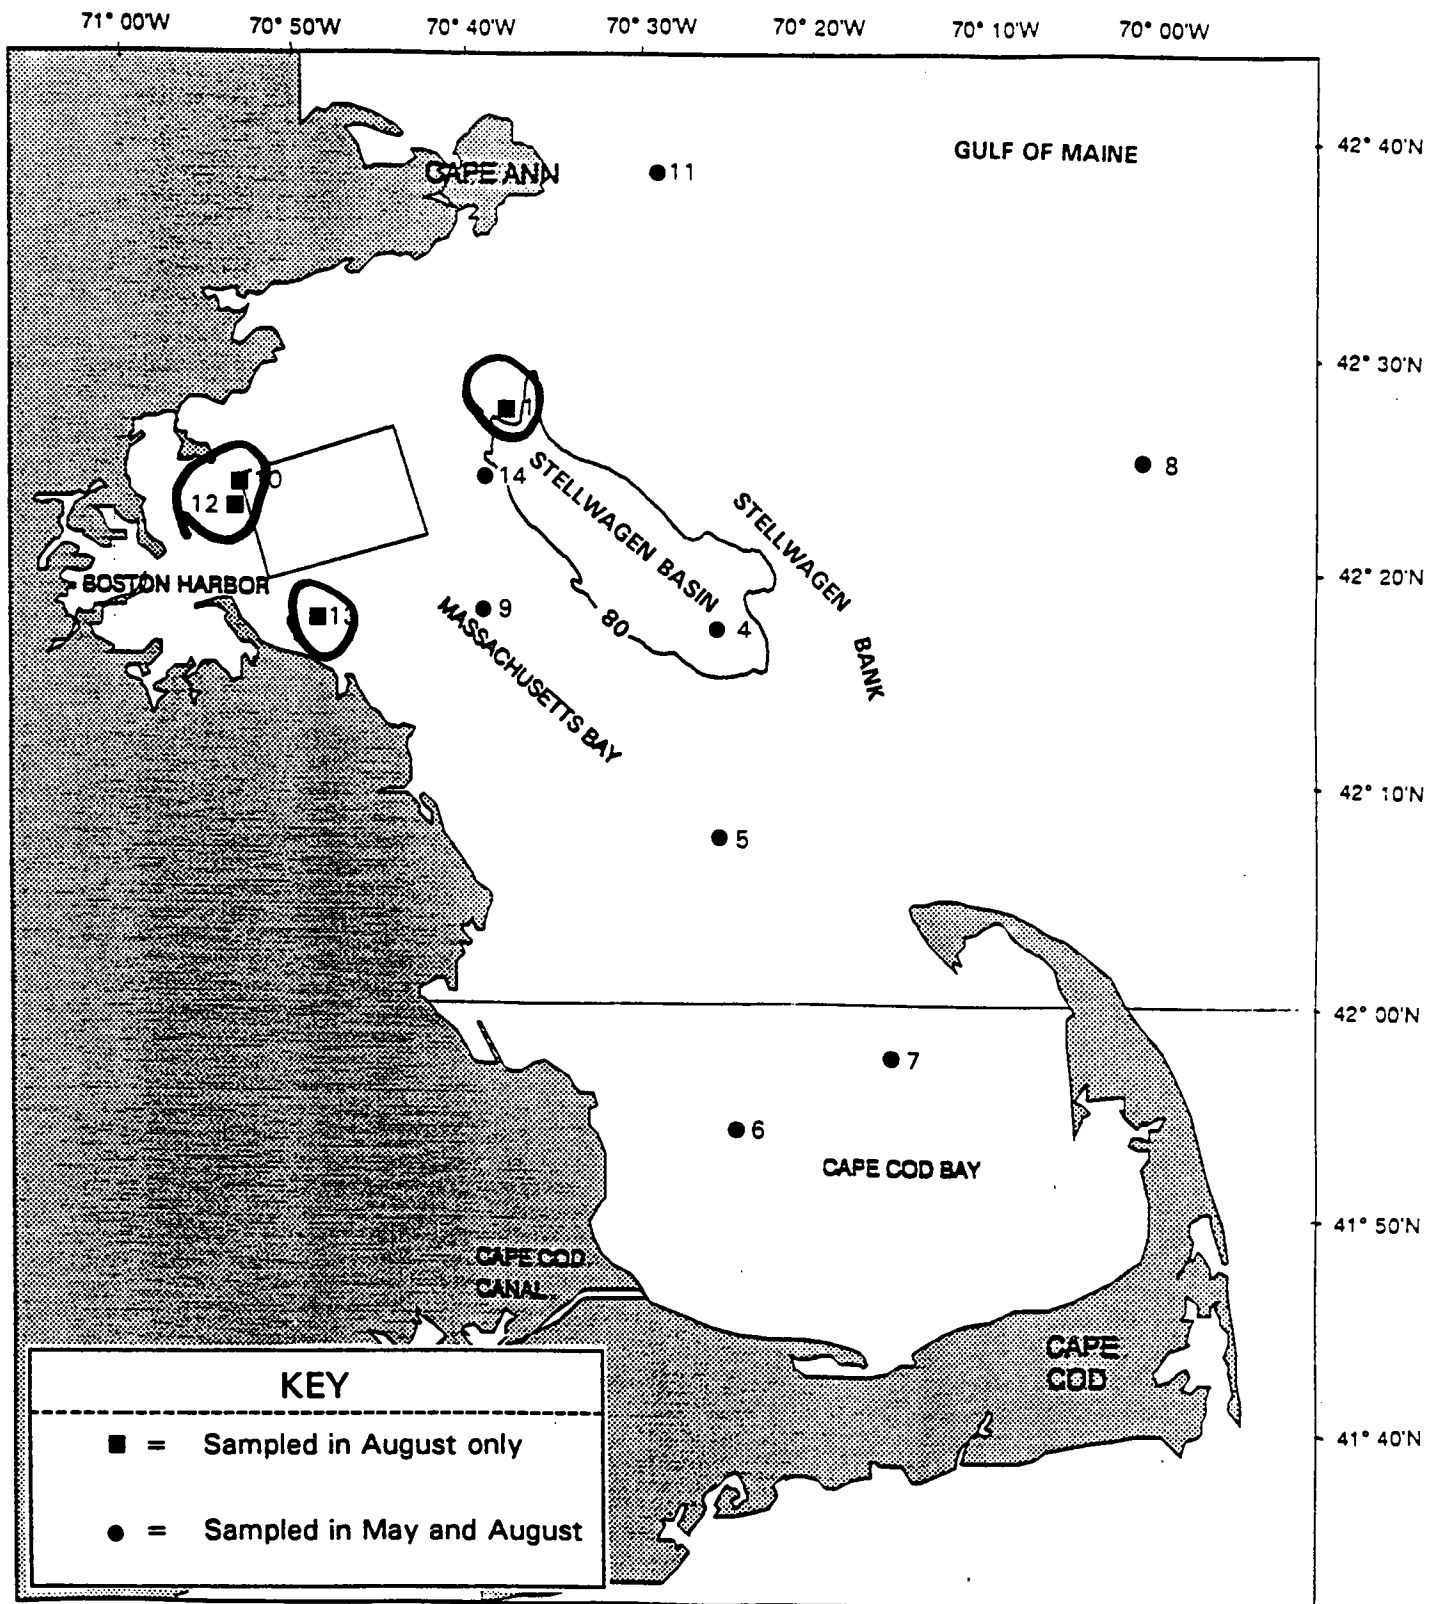 71° 00'W 70° 50'W 70° 40'W 70° 30'W 70° 20'W 70° 10'W 70° 00'W
GULF OF MAINE
42° 40'N
CAPE ANN
11
42° 30'N
1
8
14
10
12
STELLWAGEN BASIN
STELLWAGEN BANK
42° 20'N
BOSTON HARBOR
13
9
80
4
MASSACHUSETTS BAY
42° 10'N
5
42° 00'N
7
6
CAPE COD BAY
41° 50'N
CAPE COD
CANAL
CAPE
COD
41° 40'N
KEY
■ = Sampled in August only
● = Sampled in May and August